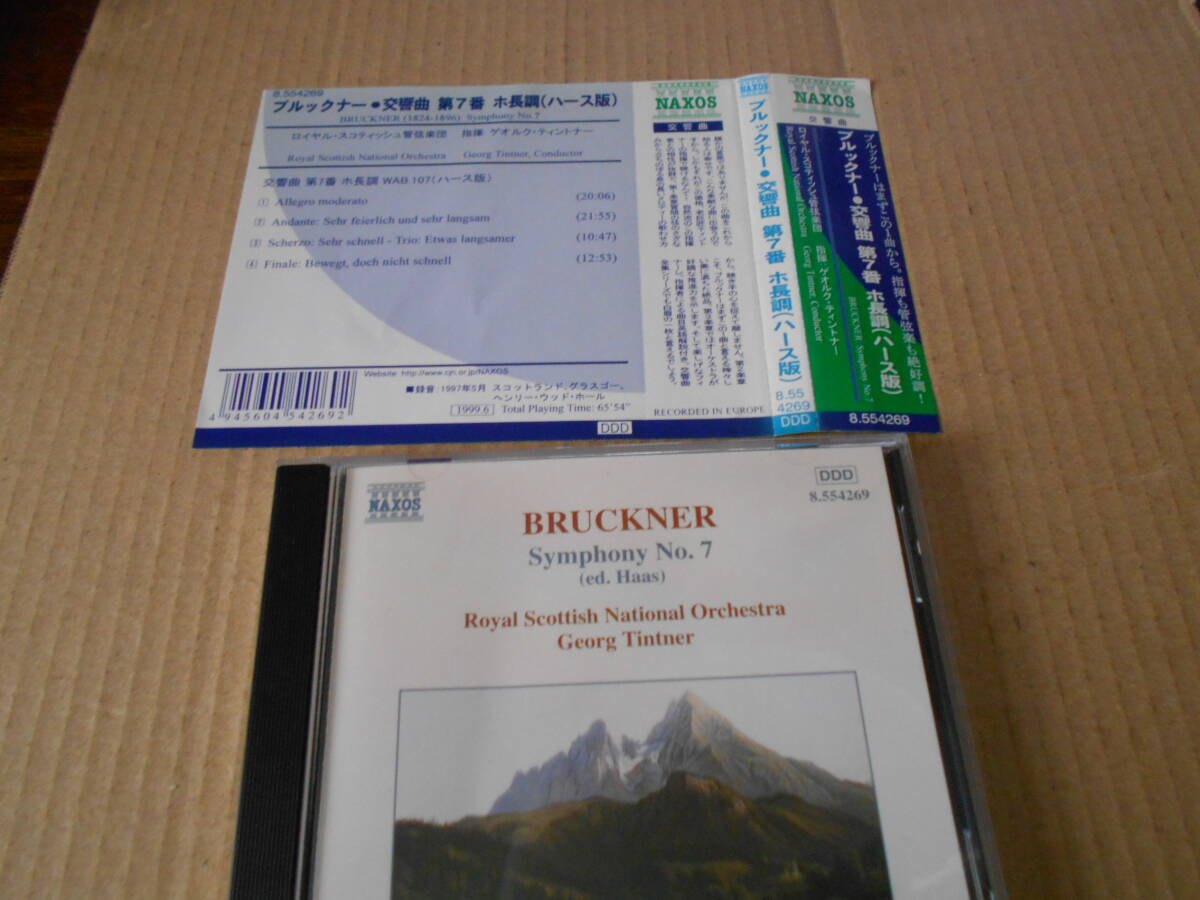 8.554269
ブルックナー●交響曲 第7番 ホ長調(ハース版)
BRUCKNER (1824-1896) Symphony No.7
ロイヤル・スコティッシュ管弦楽団 指揮 ゲオルク・ティントナー
Royal Scottish National Orchestra Georg Tintner, Conductor
交響曲 第7番 ホ長調 WAB.107(ハース版)
1 Allegro moderato (20:06)
2 Andante: Sehr feierlich und sehr langsam (21:55)
3 Scherzo: Sehr schnell - Trio: Etwas langsamer (10:47)
4 Finale: Bewegt, doch nicht schnell (12:53)
Website http://www.cjn.or.jp/NAXOS
■録音:1997年5月 スコットランド、グラスゴー、
ヘンリー・ウッド・ホール
1999.6 Total Playing Time: 65'54"
4 945604 542692
DDD
NAXOS
交響曲
RECORDED IN EUROPE
NAXOS
ブルックナー●交響曲 第7番 ホ長調(ハース版)
8.55
4269
DDD
NAXOS
交響曲
ブルックナーはまずこの1曲から。指揮も管弦楽も絶好調!
ブルックナー●交響曲 第7番 ホ長調(ハース版)
BRUCKNER Symphony No. 7
ロイヤル・スコティッシュ管弦楽団 指揮・ゲオルク・ティントナー
Royal Scottish National Orchestra Georg Tintner, Conductor
8.554269
NAXOS
DDD
8.554269
BRUCKNER
Symphony No. 7
(ed. Haas)
Royal Scottish National Orchestra
Georg Tintner